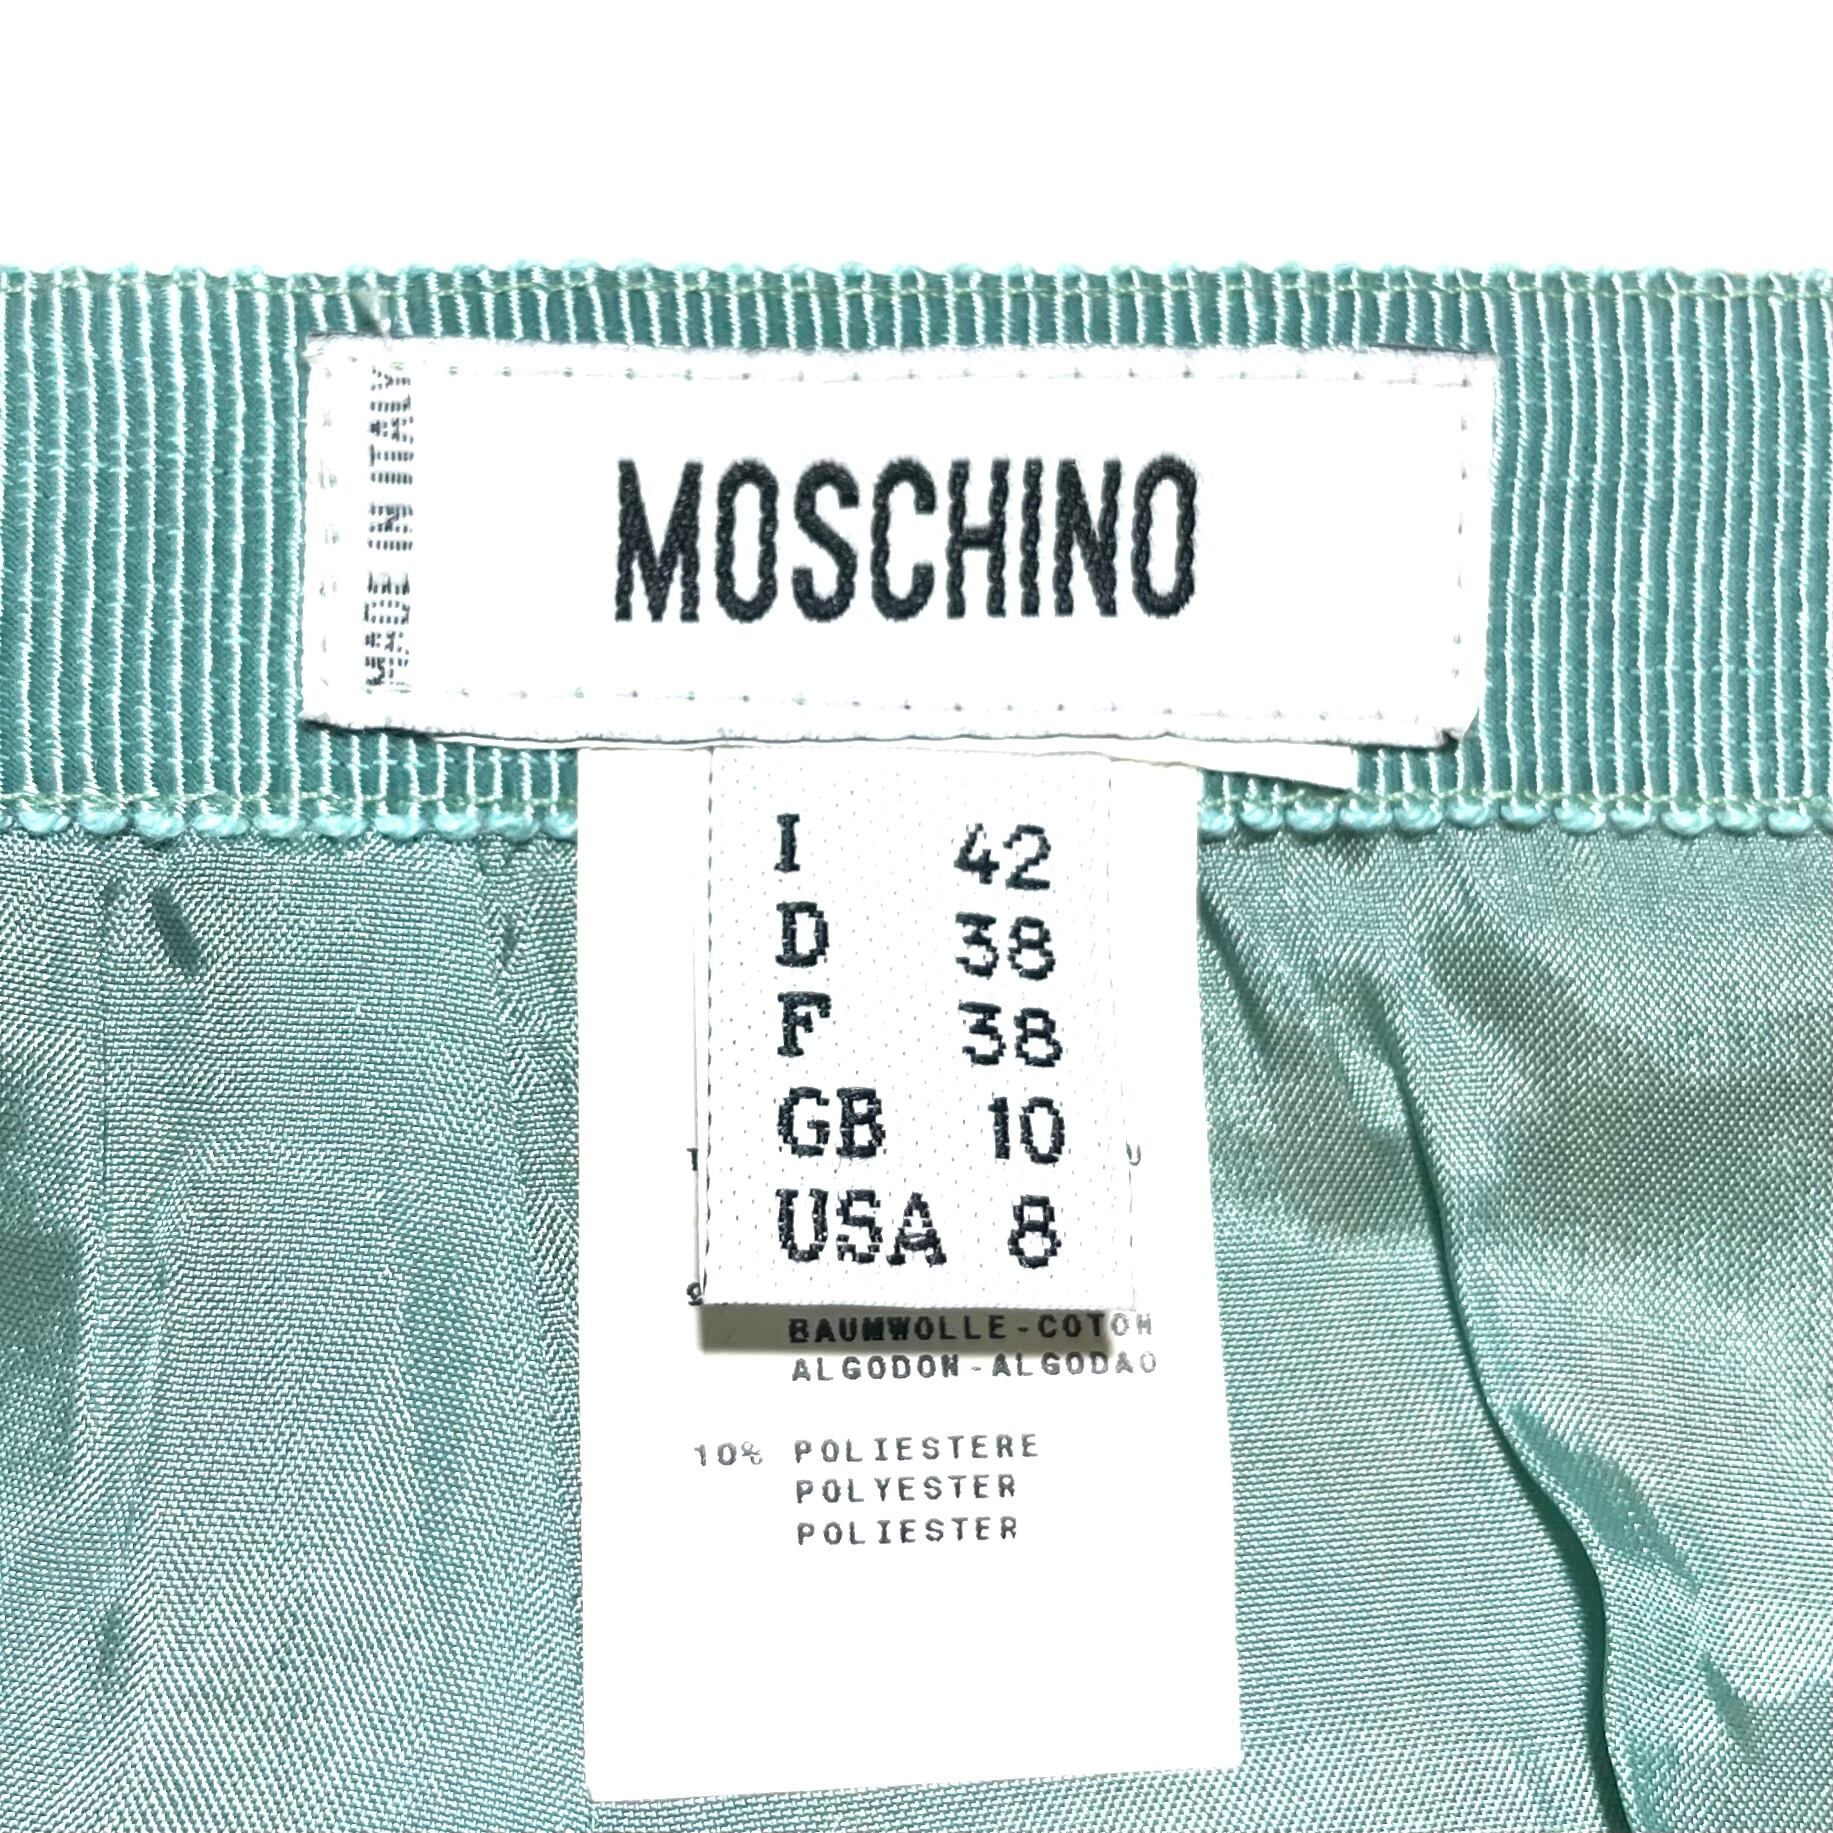 MADE IN ITALY
MOSCHINO
I 42
D 38
F 38
GB 10
USA 8
BAUMWOLLE-COTON
ALGODON-ALGODAO
10% POLIESTERE
POLYESTER
POLIESTER